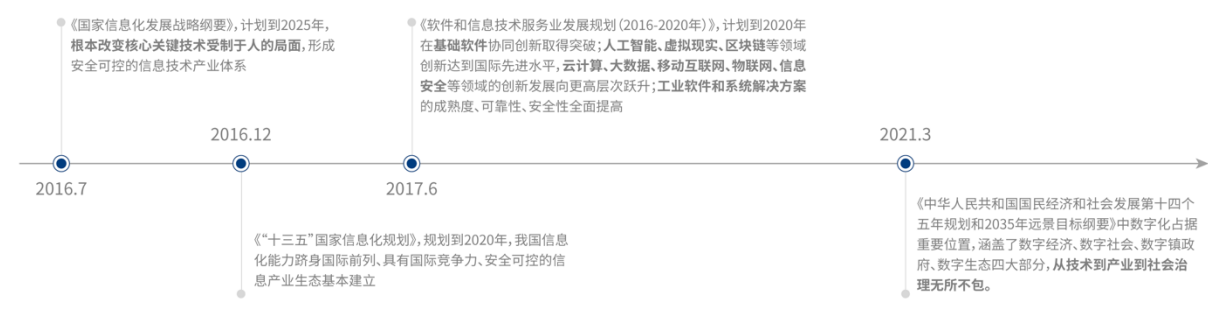 《国家信息化发展战略纲要》，计划到2025年，
根本改变核心关键技术受制于人的局面，形成
安全可控的信息技术产业体系
2016.7
2016.12
《“十三五”国家信息化规划》，规划到2020年，我国信息
化能力跻身国际前列、具有国际竞争力、安全可控的信
息产业生态基本建立
《软件和信息技术服务业发展规划（2016-2020年）》，计划到2020年
在基础软件协同创新取得突破；人工智能、虚拟现实、区块链等领域
创新达到国际先进水平，云计算、大数据、移动互联网、物联网、信息
安全等领域的创新发展向更高层次跃升；工业软件和系统解决方案
的成熟度、可靠性、安全性全面提高
2017.6
2021.3
《中华人民共和国国民经济和社会发展第十四个
五年规划和2035年远景目标纲要》中数字化占据
重要位置，涵盖了数字经济、数字社会、数字镇政
府、数字生态四大部分，从技术到产业到社会治
理无所不包。